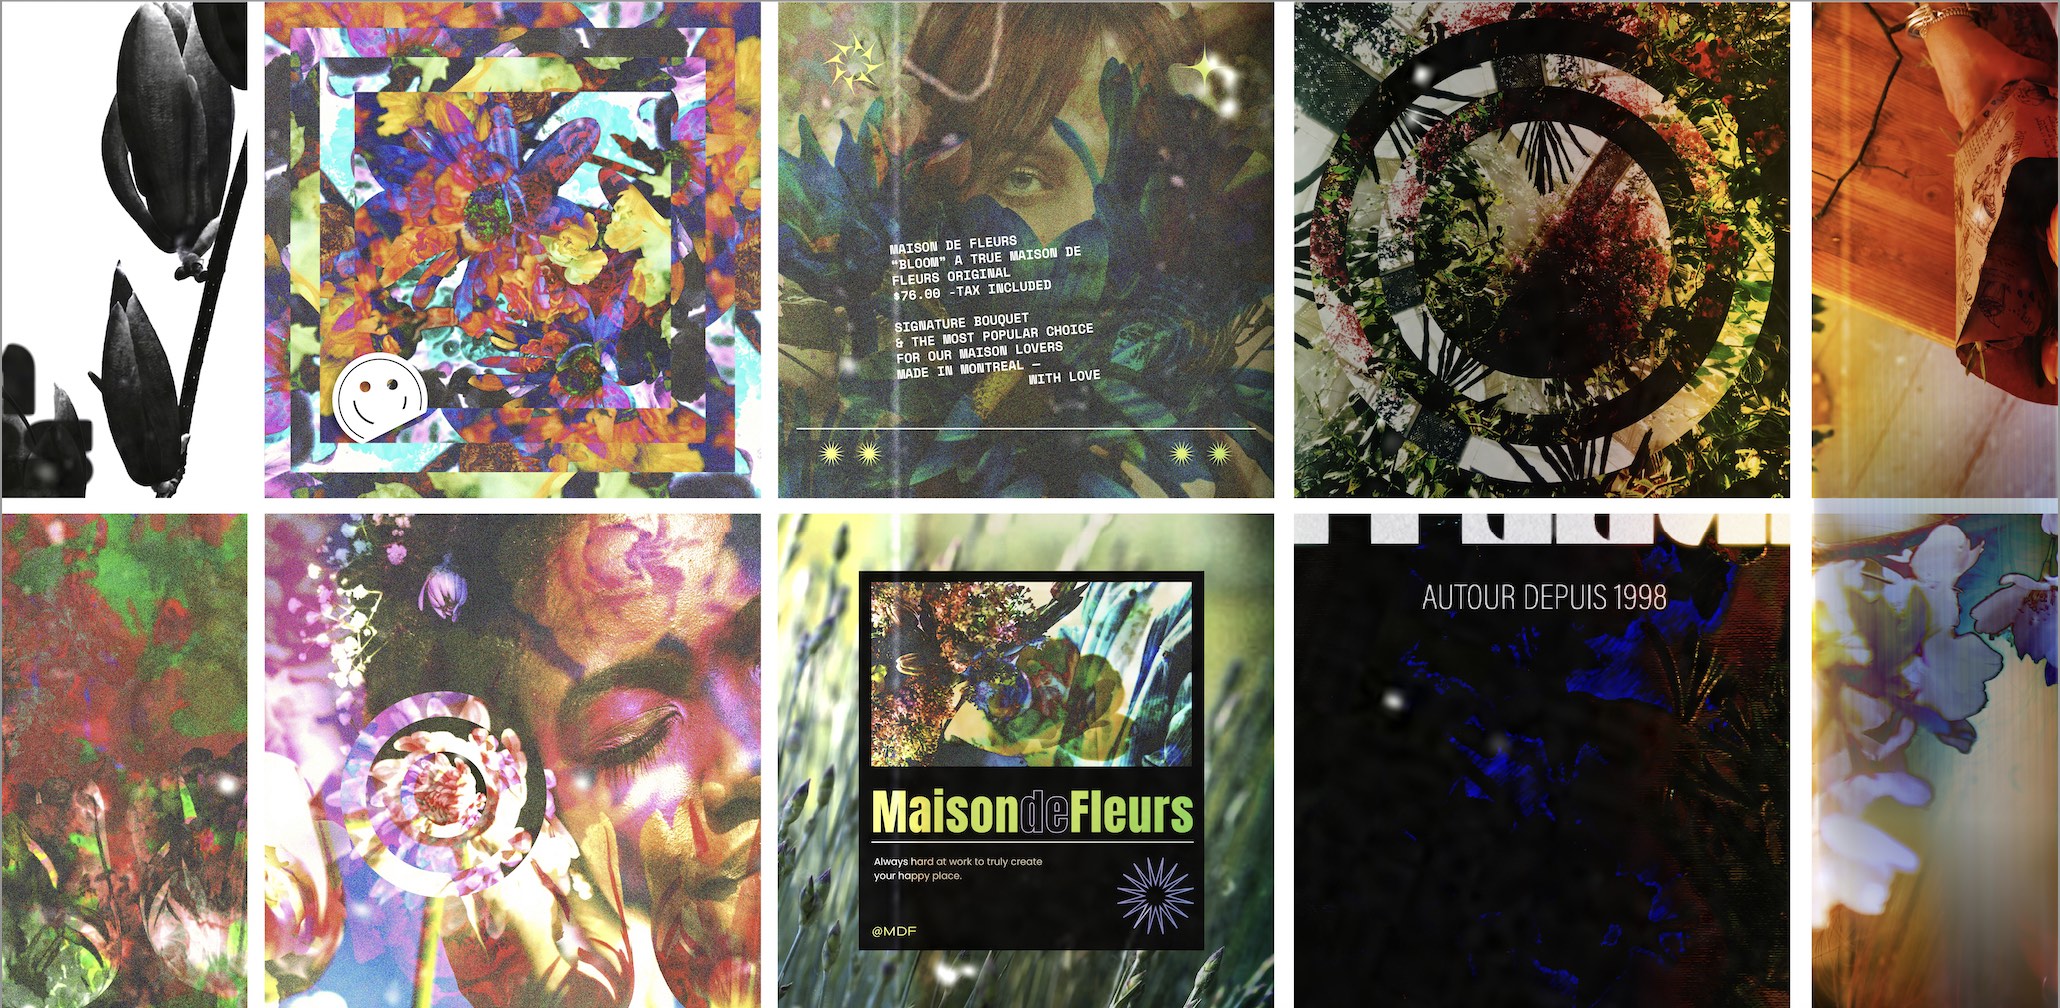 MAISON DE FLEURS
"BLOOM" A TRUE MAISON DE
FLEURS ORIGINAL
$76.00 -TAX INCLUDED
SIGNATURE BOUQUET
& THE MOST POPULAR CHOICE
FOR OUR MAISON LOVERS
MADE IN MONTREAL —
WITH LOVE
MaisondeFleurs
Always hard at work to truly create
your happy place.
@MDF
AUTOUR DEPUIS 1998